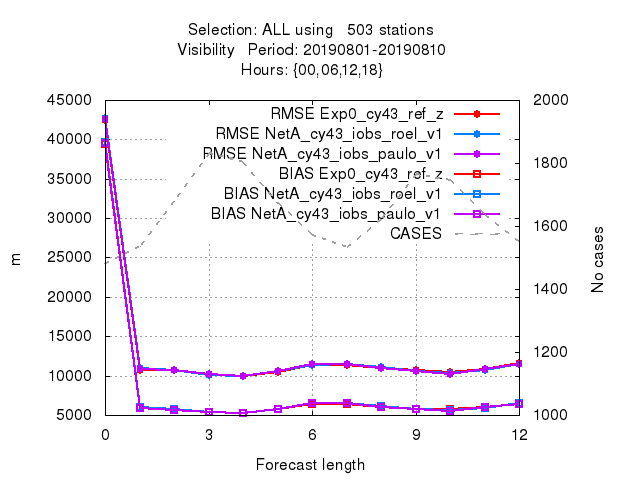 Selection: ALL using   503 stations
Visibility   Period: 20190801-20190810
Hours: {00,06,12,18}
45000
40000
35000
30000
25000
20000
15000
10000
5000
m
RMSE Exp0_cy43_ref_z
RMSE NetA_cy43_iobs_roel_v1
RMSE NetA_cy43_iobs_paulo_v1
BIAS Exp0_cy43_ref_z
BIAS NetA_cy43_iobs_roel_v1
BIAS NetA_cy43_iobs_paulo_v1
CASES
2000
1800
1600
1400
1200
1000
No cases
0 3 6 9 12
Forecast length